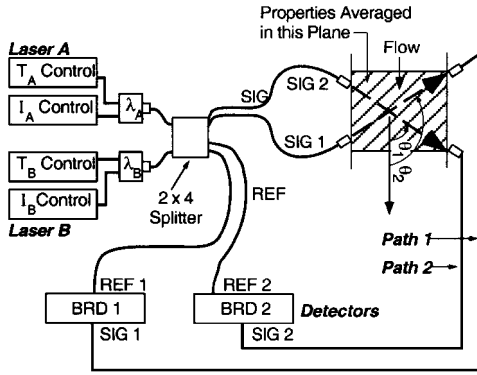 Properties Averaged
in this Plane
Laser A
Flow
T_A Control
I_A Control
λ_A
SIG
SIG 2
SIG 1
T_B Control
I_B Control
λ_B
Laser B
2 x 4
Splitter
REF
θ1
θ2
Path 1
Path 2
REF 1
REF 2
BRD 1
BRD 2
Detectors
SIG 1
SIG 2